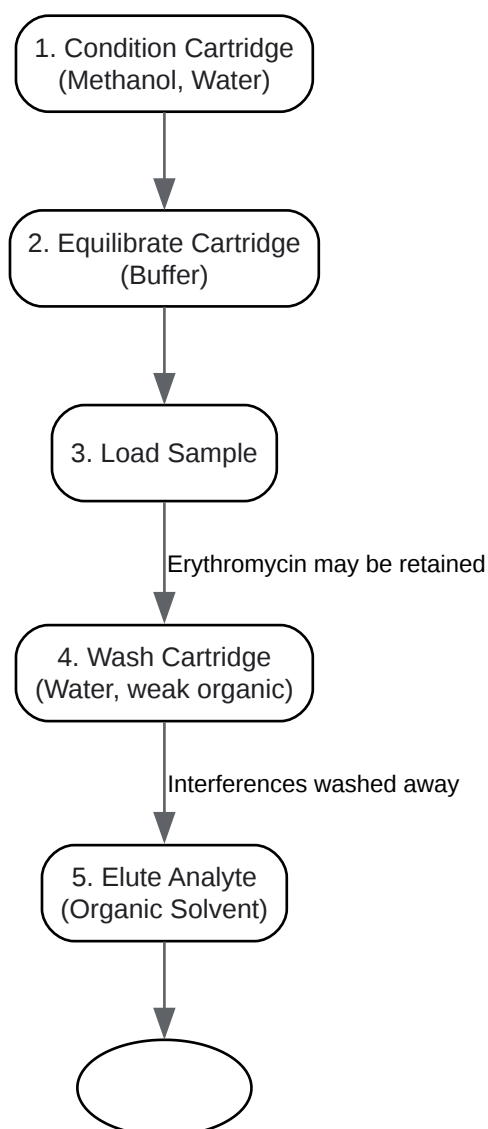 1. Condition Cartridge
(Methanol, Water)
2. Equilibrate Cartridge
(Buffer)
3. Load Sample
Erythromycin may be retained
4. Wash Cartridge
(Water, weak organic)
Interferences washed away
5. Elute Analyte
(Organic Solvent)